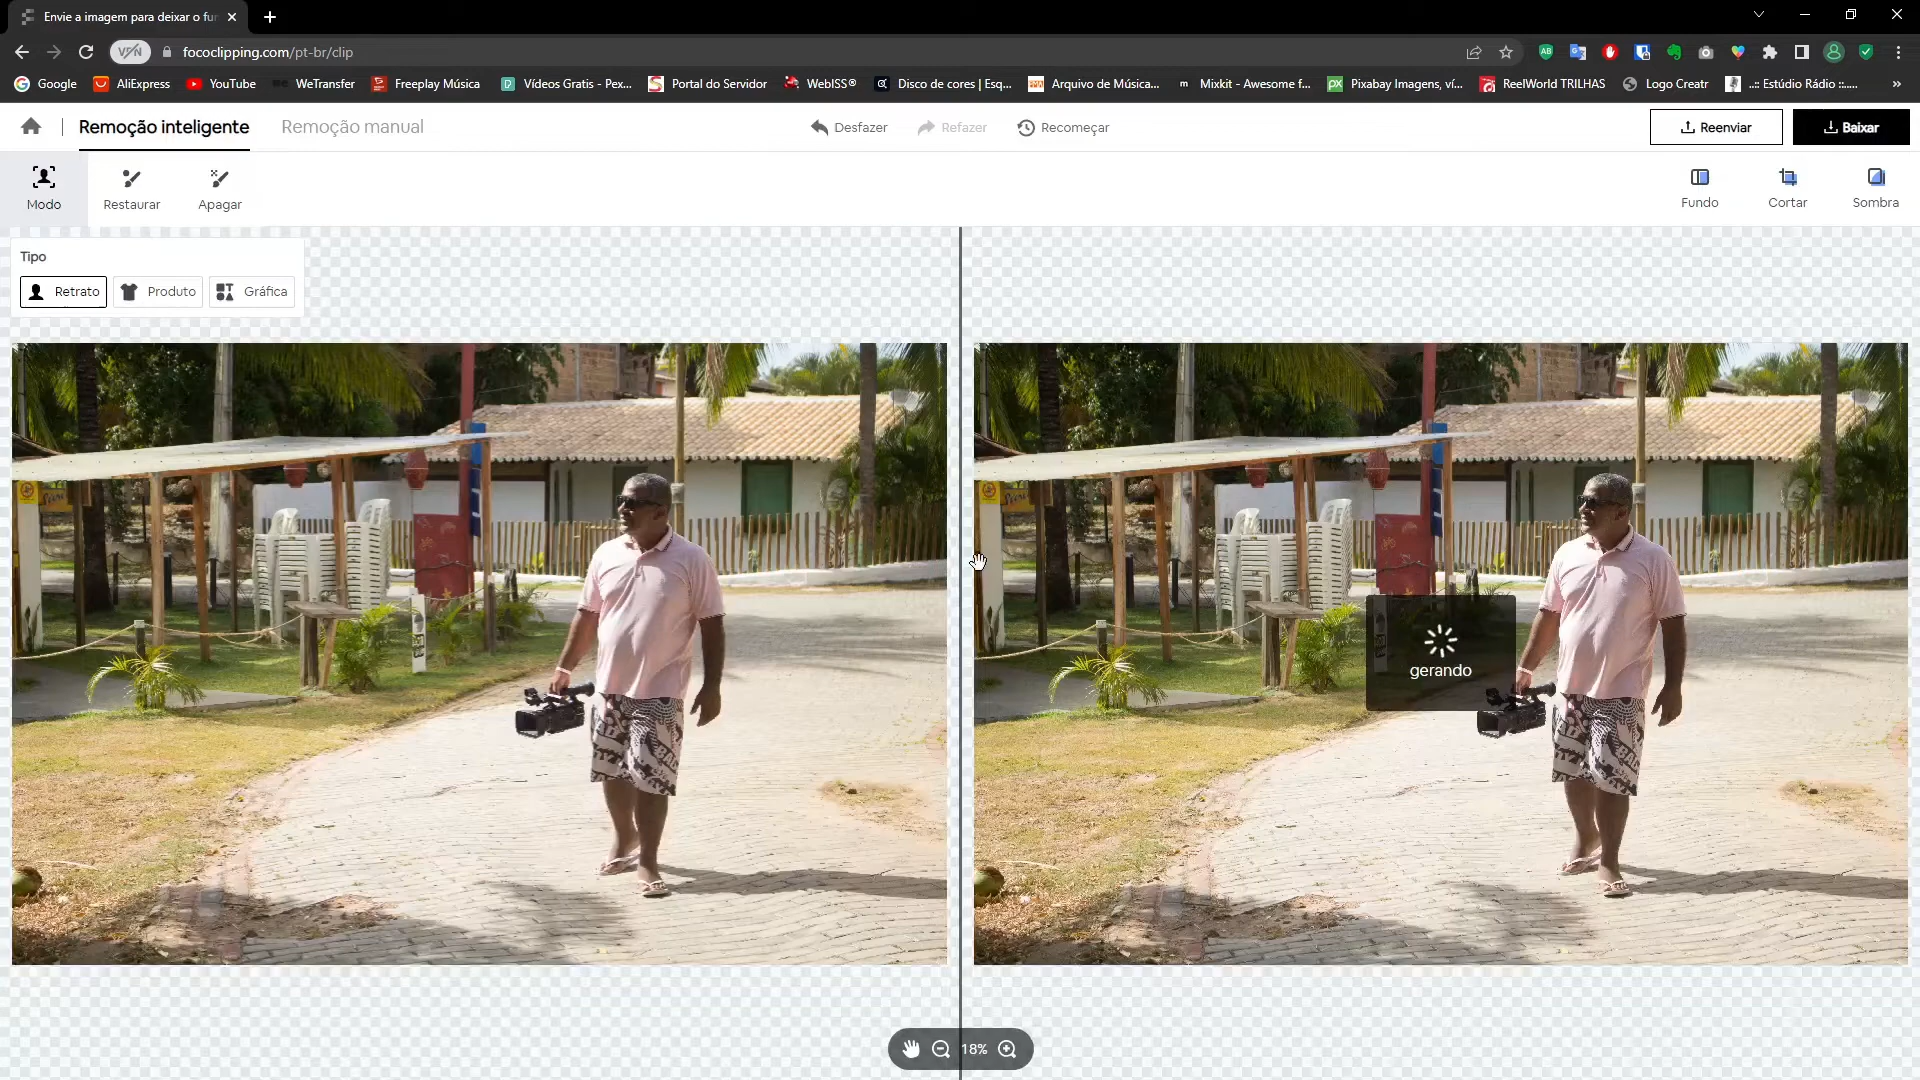 Envie a imagem para deixar o fu
fococlipping.com/pt-br/clip
Google AliExpress YouTube WeTransfer Freeplay Música Vídeos Gratis - Pex... Portal do Servidor WebISS® Disco de cores | Esq... Arquivo de Música... Mixkit - Awesome f... Pixabay Imagens, ví... ReelWorld TRILHAS Logo Creatr ..:: Estúdio Rádio ::.....
Remoção inteligente Remoção manual Desfazer Refazer Recomeçar Reenviar Baixar
Modo Restaurar Apagar Fundo Cortar Sombra
Tipo
Retrato Produto Gráfica
gerando
18%